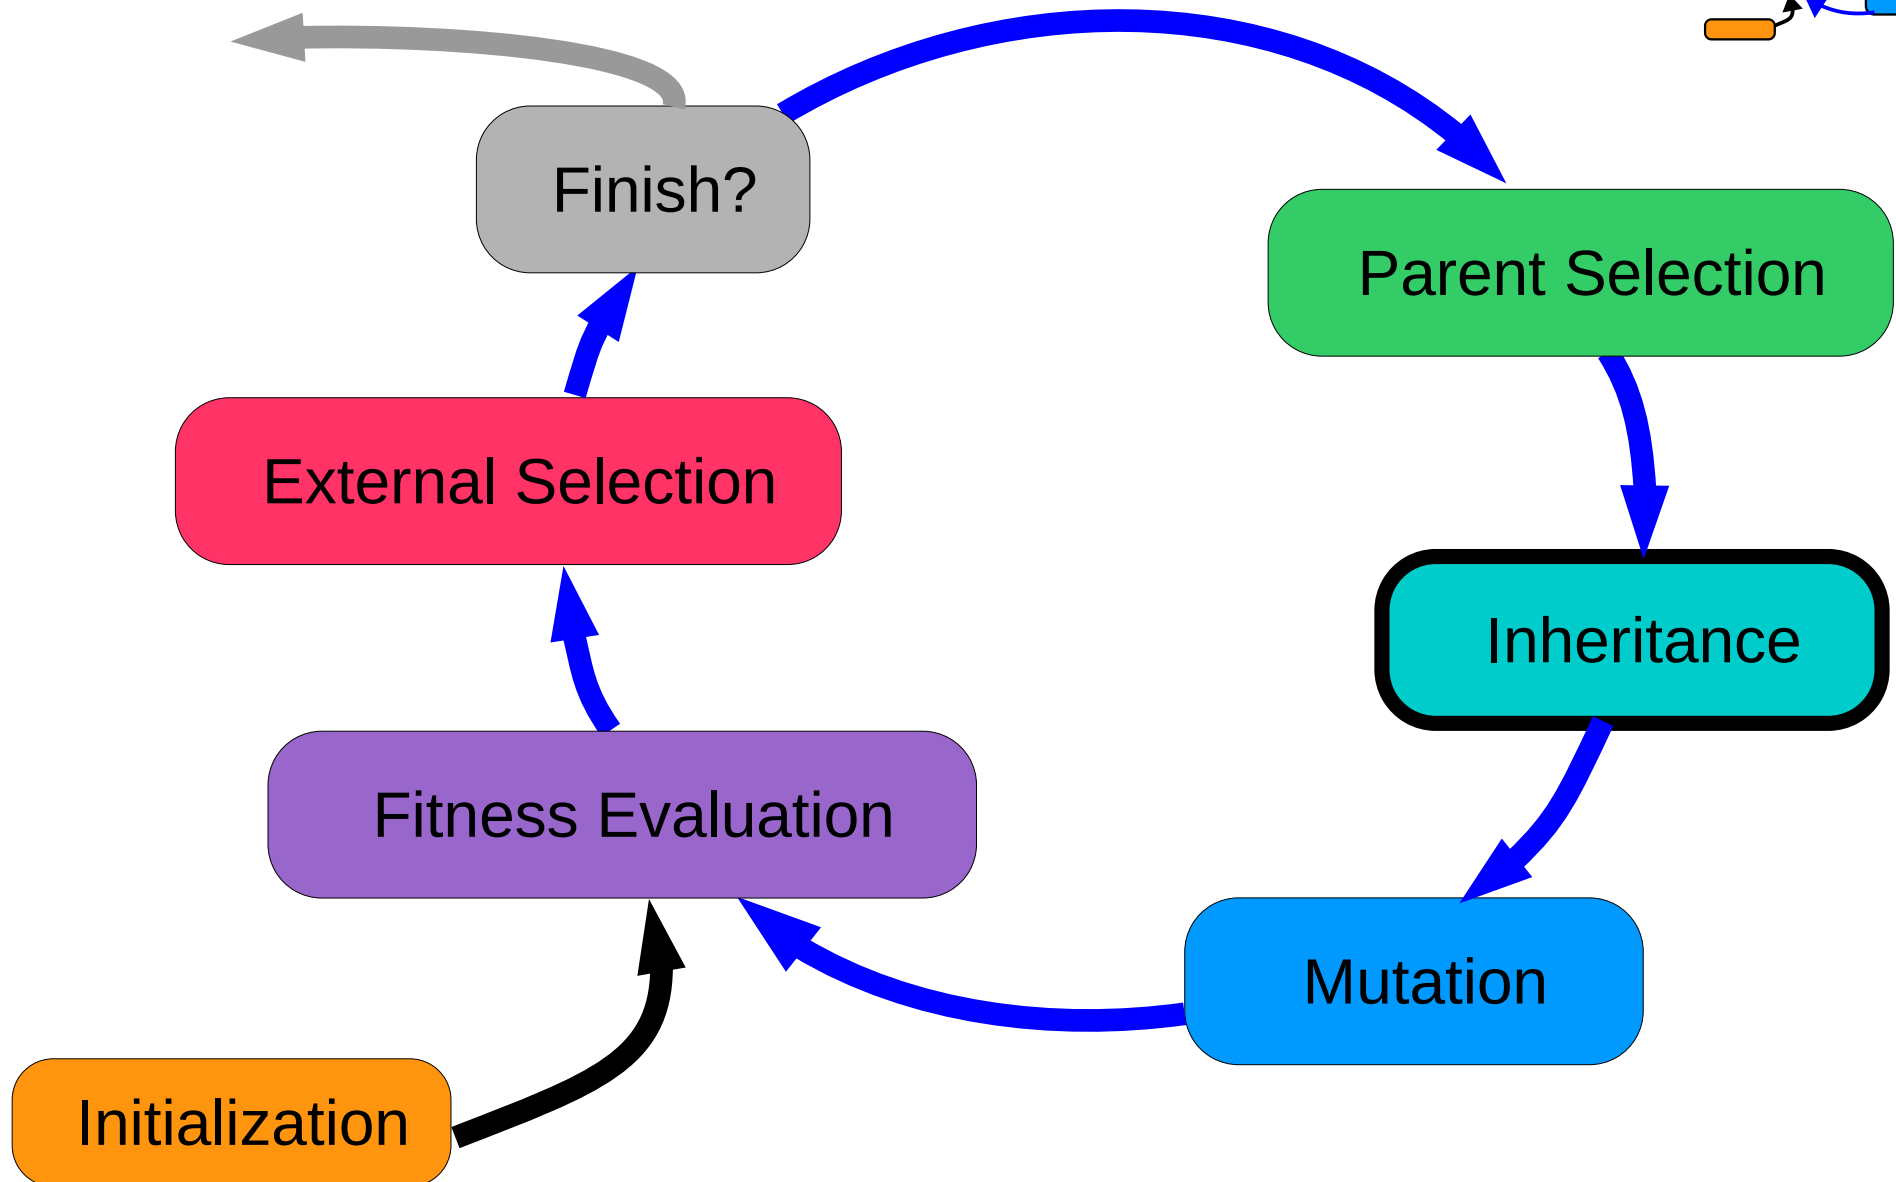 Finish?
Parent Selection
External Selection
Inheritance
Fitness Evaluation
Mutation
Initialization